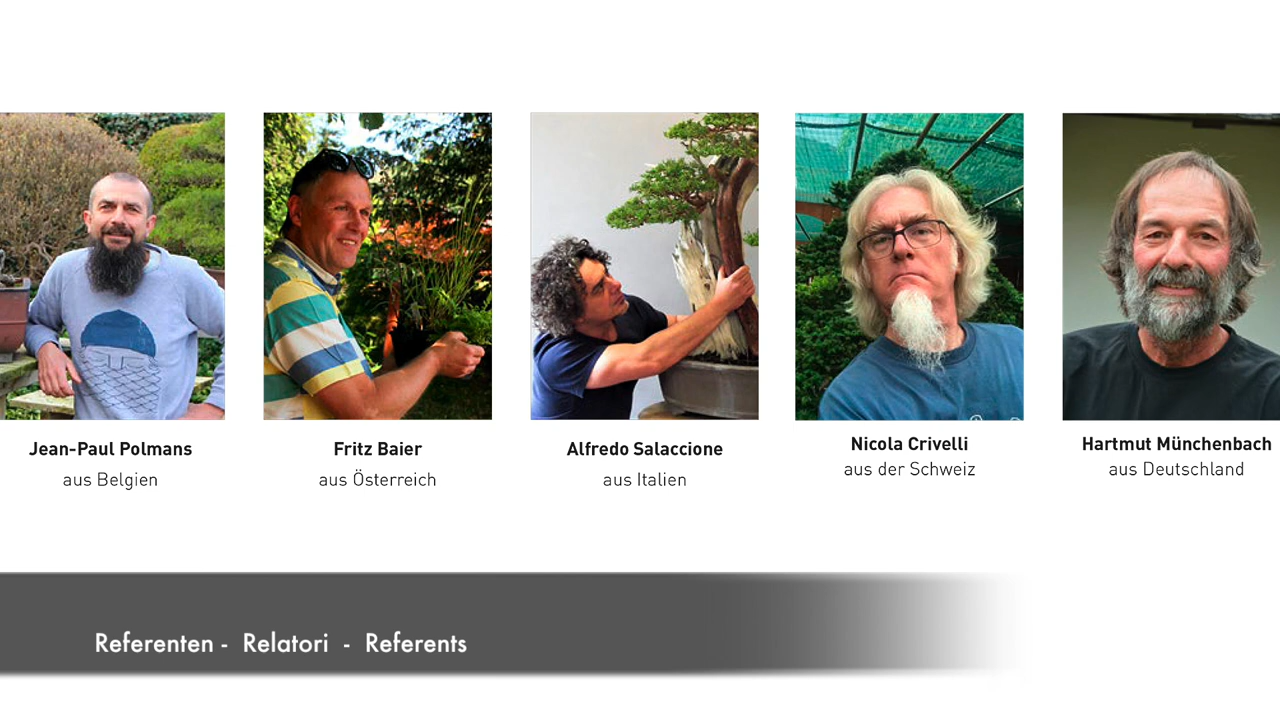 Jean-Paul Polmans
aus Belgien
Fritz Baier
aus Österreich
Alfredo Salaccione
aus Italien
Nicola Crivelli
aus der Schweiz
Hartmut Münchenbach
aus Deutschland
Referenten - Relatori - Referents